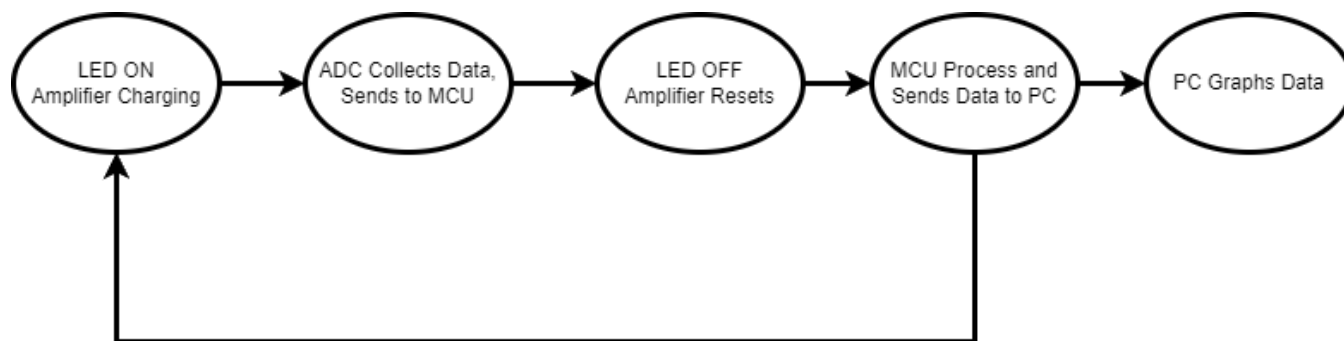 LED ON
Amplifier Charging
ADC Collects Data,
Sends to MCU
LED OFF
Amplifier Resets
MCU Process and
Sends Data to PC
PC Graphs Data